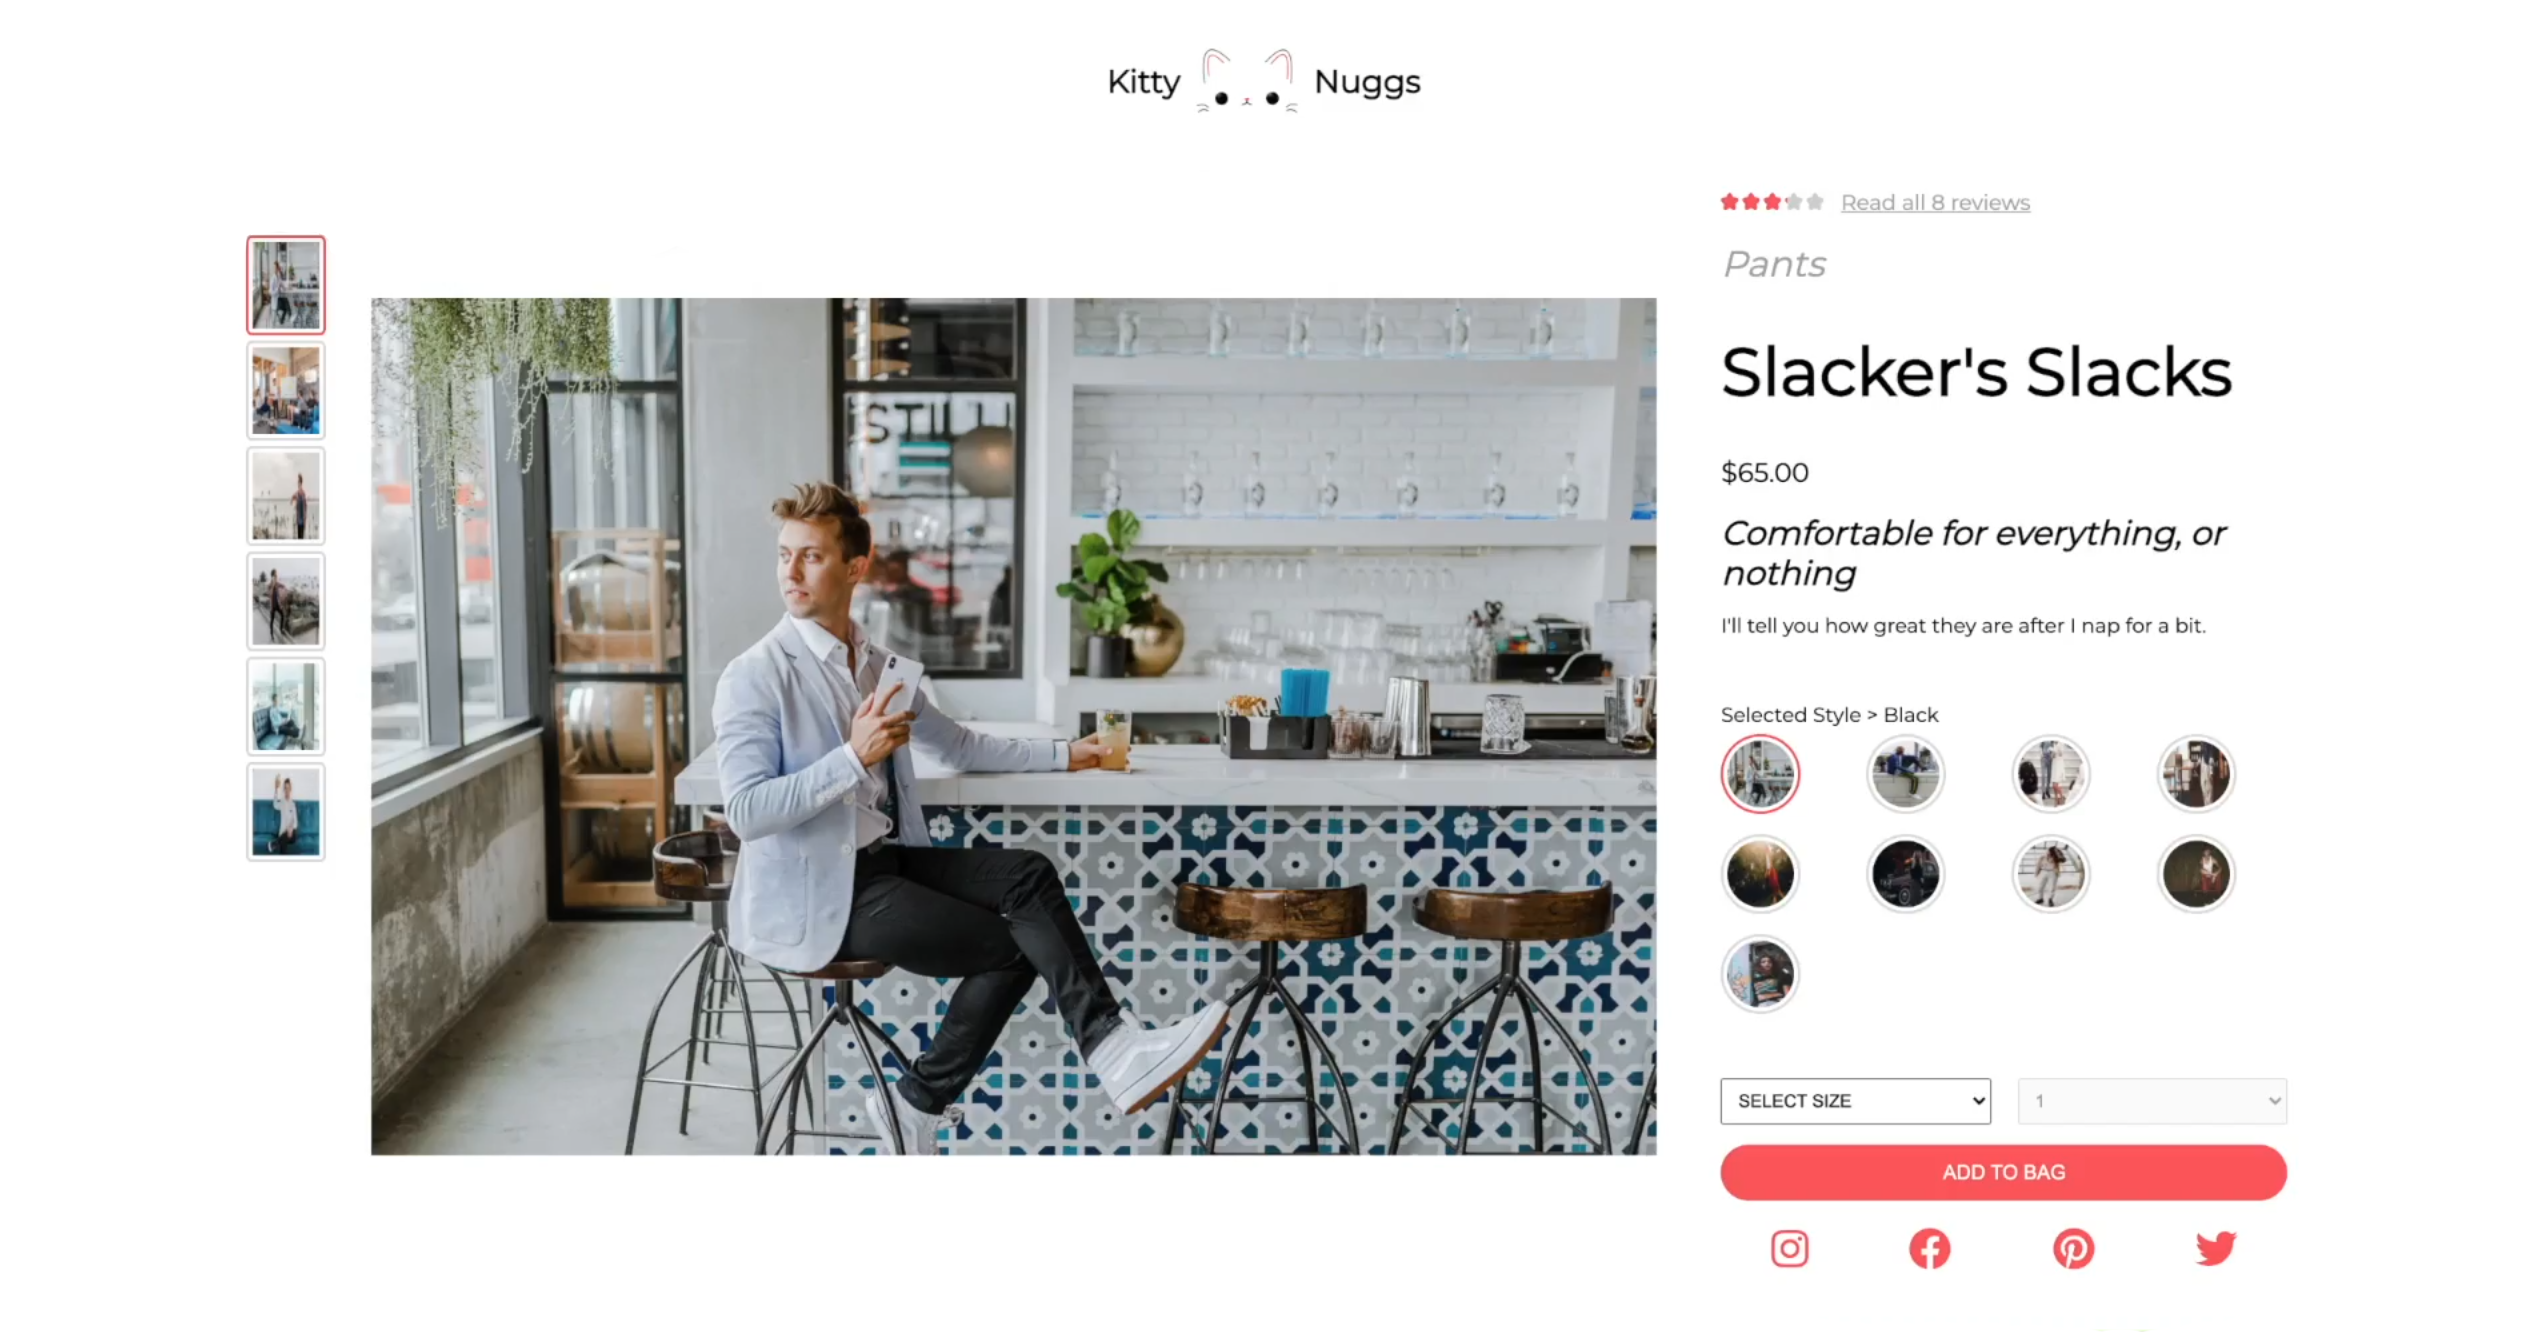 Kitty Nuggs
Read all 8 reviews
Pants
Slacker's Slacks
$65.00
Comfortable for everything, or
nothing
I'll tell you how great they are after I nap for a bit.
Selected Style > Black
SELECT SIZE
1
ADD TO BAG